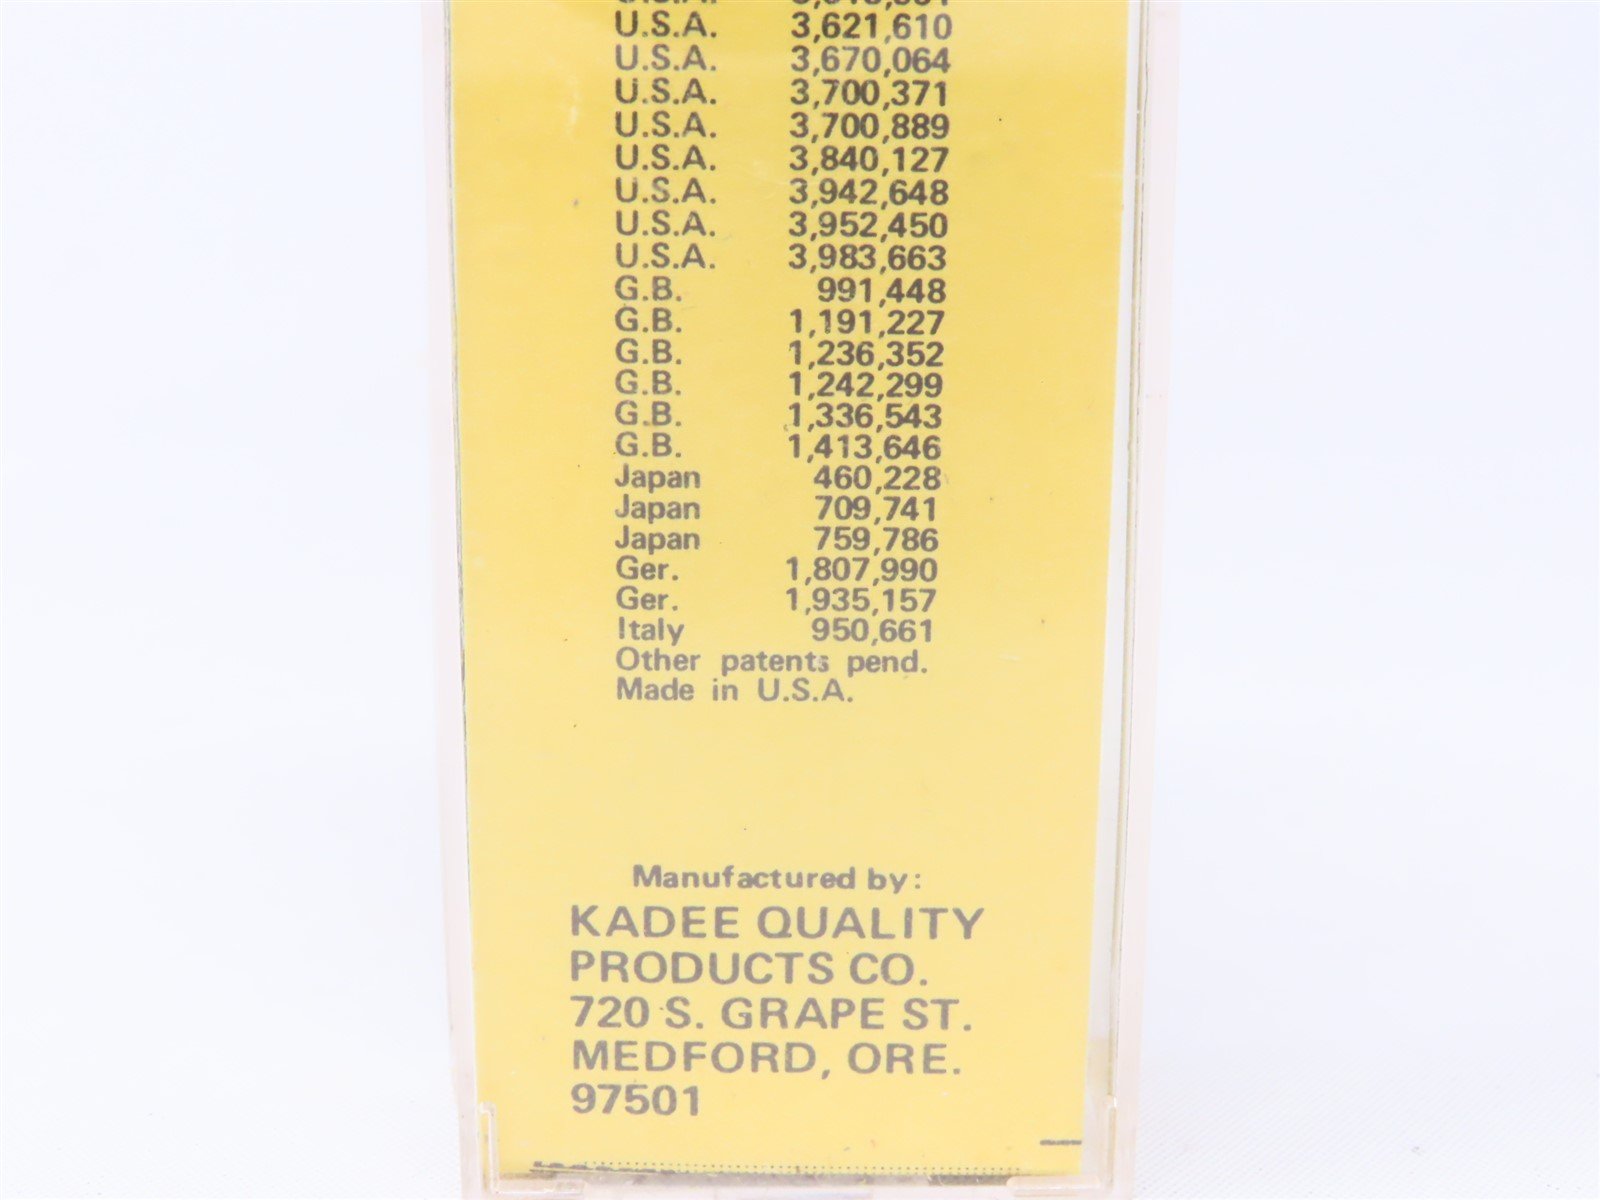 U.S.A. 3,621,610
U.S.A. 3,670,064
U.S.A. 3,700,371
U.S.A. 3,700,889
U.S.A. 3,840,127
U.S.A. 3,942,648
U.S.A. 3,952,450
U.S.A. 3,983,663
G.B. 991,448
G.B. 1,191,227
G.B. 1,236,352
G.B. 1,242,299
G.B. 1,336,543
G.B. 1,413,646
Japan 460,228
Japan 709,741
Japan 759,786
Ger. 1,807,990
Ger. 1,935,157
Italy 950,661
Other patents pend.
Made in U.S.A.
Manufactured by:
KADEE QUALITY
PRODUCTS CO.
720 S. GRAPE ST.
MEDFORD, ORE.
97501